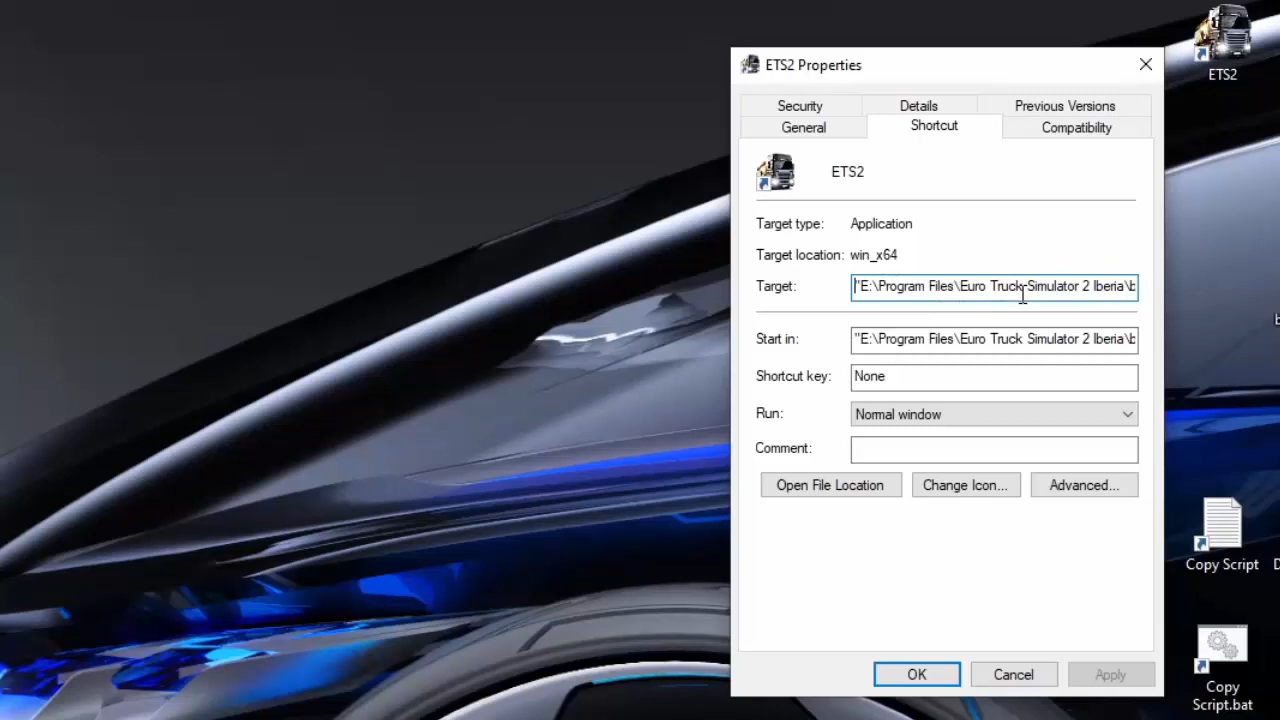 ETS2
ETS2 Properties
Security
Details
Previous Versions
General
Shortcut
Compatibility
ETS2
Target type: Application
Target location: win_x64
Target: "E:\Program Files\Euro Truck Simulator 2 Iberia\b
Start in: "E:\Program Files\Euro Truck Simulator 2 Iberia\b
Shortcut key: None
Run: Normal window
Comment:
Open File Location
Change Icon...
Advanced...
OK
Cancel
Apply
Copy Script
Copy
Script.bat